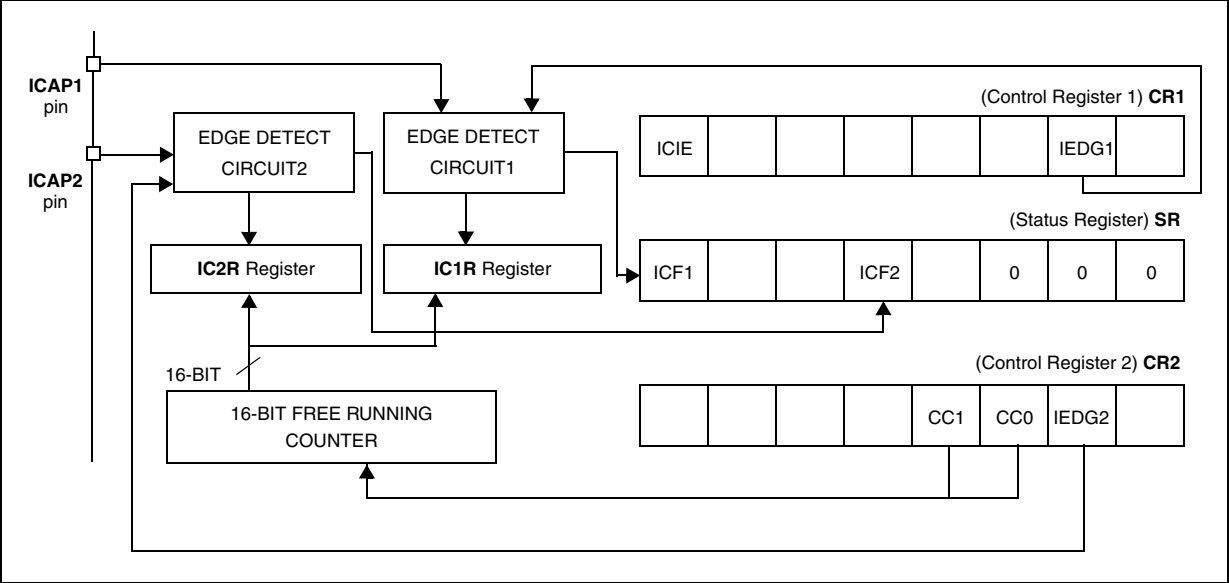 ICAP1
pin
ICAP2
pin
EDGE DETECT
CIRCUIT2
EDGE DETECT
CIRCUIT1
IC2R Register
IC1R Register
16-BIT
16-BIT FREE RUNNING
COUNTER
(Control Register 1) CR1
ICIE IEDG1
(Status Register) SR
ICF1 ICF2 0 0 0
(Control Register 2) CR2
CC1 CC0 IEDG2